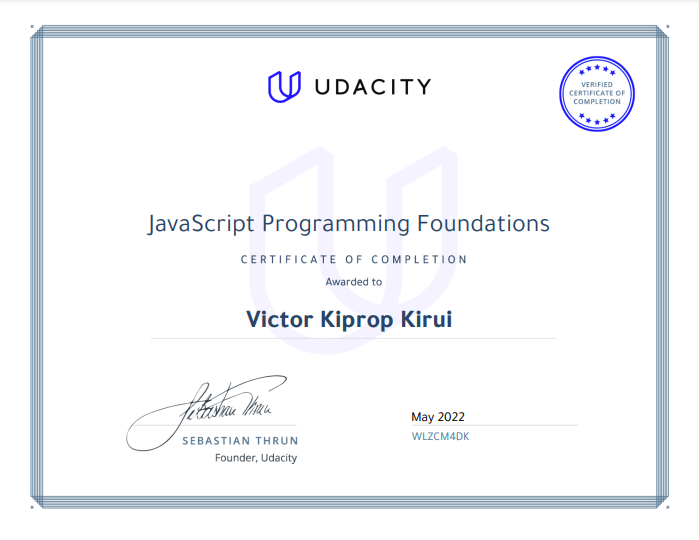 UDACITY
VERIFIED
CERTIFICATE OF
COMPLETION
JavaScript Programming Foundations
CERTIFICATE OF COMPLETION
Awarded to
Victor Kiprop Kirui
Sebastian Thrun
SEBASTIAN THRUN
Founder, Udacity
May 2022
WLZCM4DK